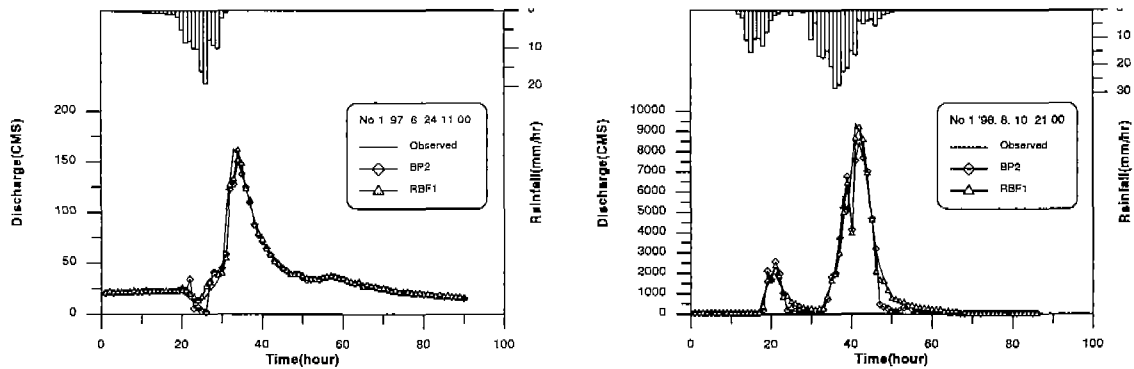 0
10
20
Rainfall(mm/hr)
200
150
100
50
0
Discharge(CMS)
No 1 97 6 24 11 00
Observed
BP2
RBF1
0
20
40
60
80
100
Time(hour)
0
10
20
30
Rainfall(mm/hr)
10000
9000
8000
7000
6000
5000
4000
3000
2000
1000
0
Discharge(CMS)
No 1 '98. 8. 10 21 00
Observed
BP2
RBF1
0
20
40
60
80
100
Time(hour)